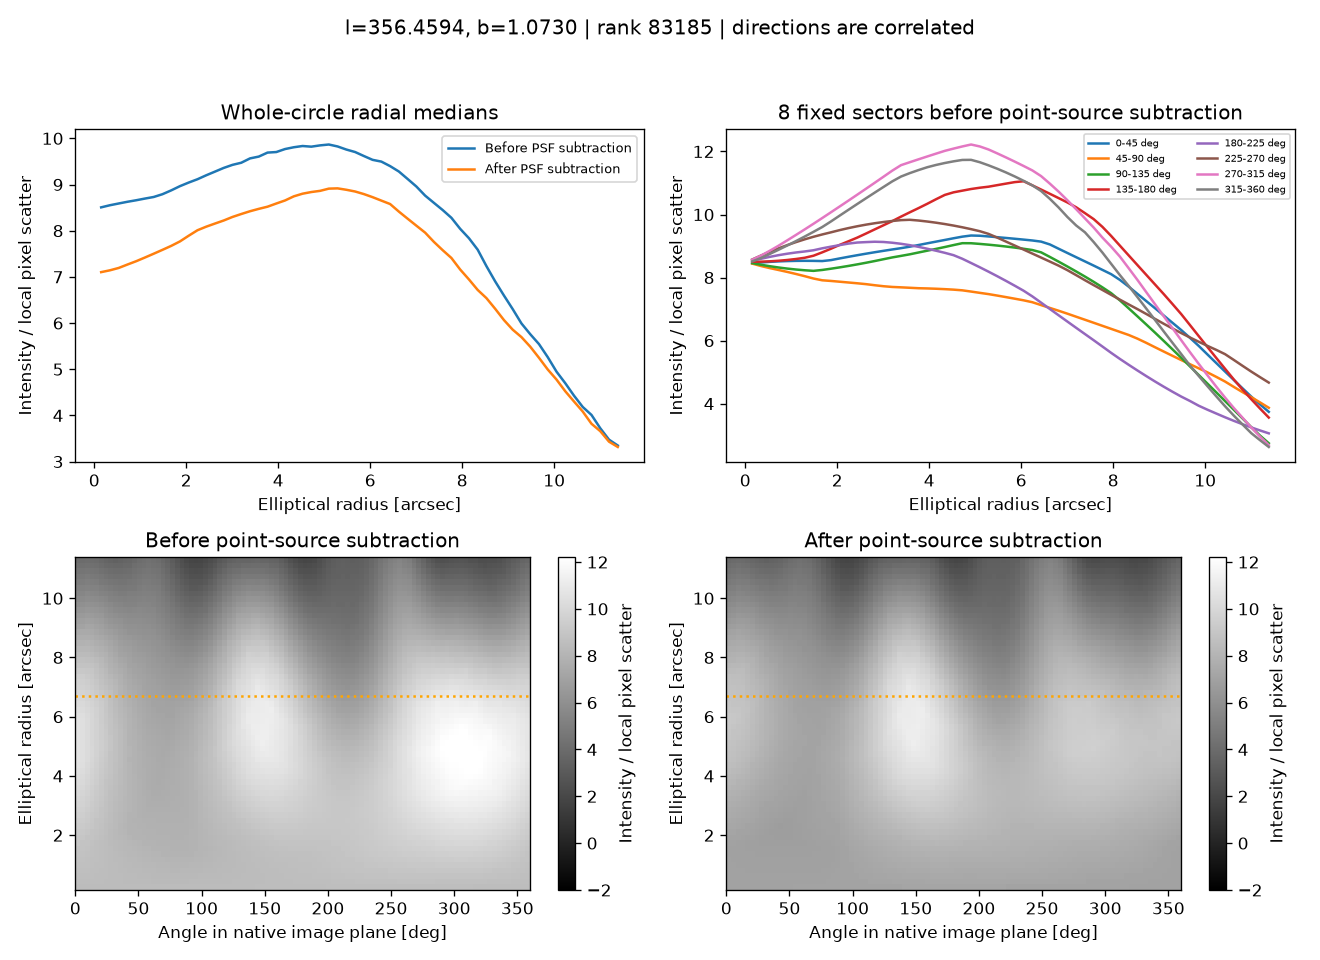 l=356.4594, b=1.0730 | rank 83185 | directions are correlated
Whole-circle radial medians
10
9
8
7
6
5
4
3
0
2
4
6
8
10
Intensity / local pixel scatter
Elliptical radius [arcsec]
Before PSF subtraction
After PSF subtraction
8 fixed sectors before point-source subtraction
12
10
8
6
4
0
2
4
6
8
10
Intensity / local pixel scatter
Elliptical radius [arcsec]
0-45 deg
45-90 deg
90-135 deg
135-180 deg
180-225 deg
225-270 deg
270-315 deg
315-360 deg
Before point-source subtraction
10
8
6
4
2
0
50
100
150
200
250
300
350
Elliptical radius [arcsec]
Angle in native image plane [deg]
12
10
8
6
4
2
0
−2
Intensity / local pixel scatter
After point-source subtraction
10
8
6
4
2
0
50
100
150
200
250
300
350
Elliptical radius [arcsec]
Angle in native image plane [deg]
12
10
8
6
4
2
0
−2
Intensity / local pixel scatter